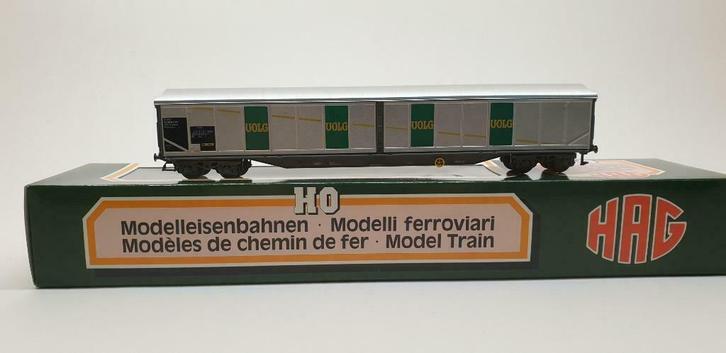 UOLG UOLG UOLG UOLG
HO
Modelleisenbahnen · Modelli ferroviari
Modèles de chemin de fer · Model Train
HAG